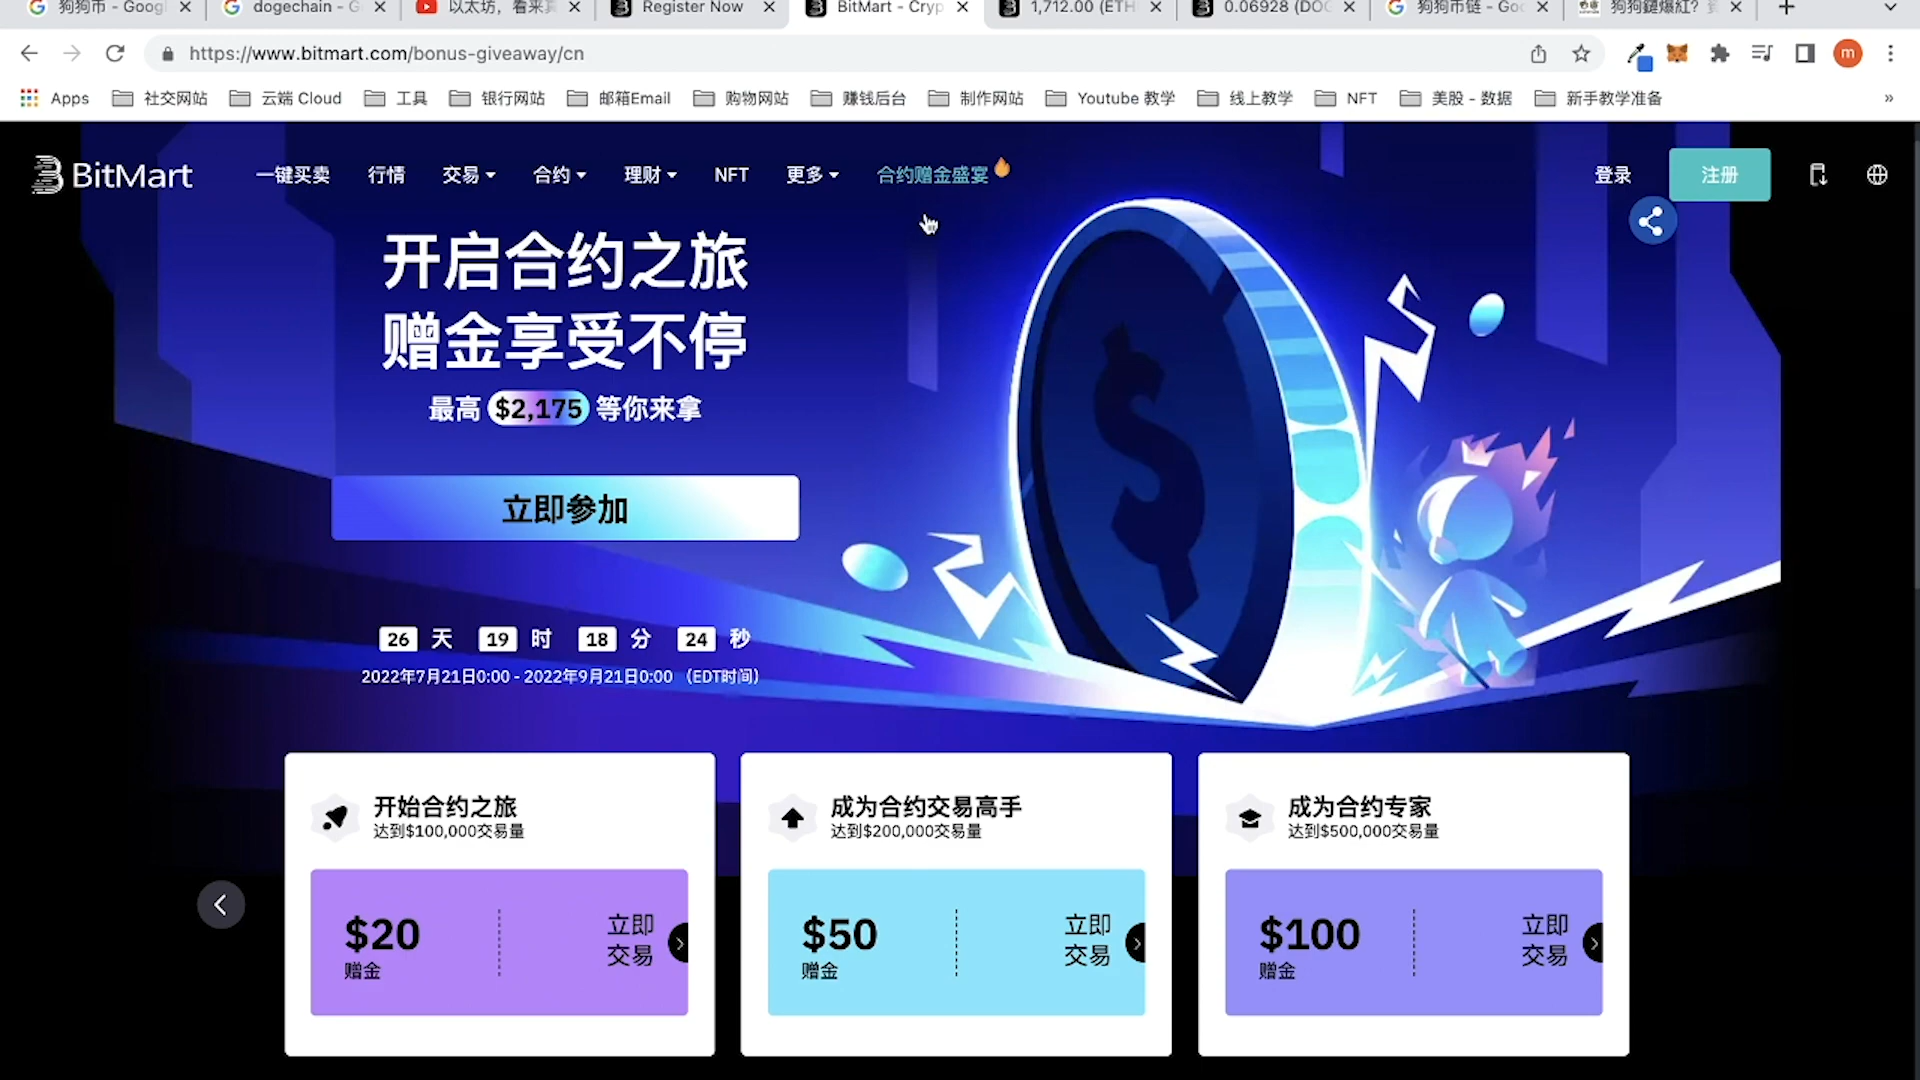 狗狗币 - Googl
dogechain - G
以太坊，看来真
Register Now
BitMart - Cryp
1,712.00 (ETH
0.06928 (DOG
狗狗市链 - Goo
狗狗鏈爆紅？
https://www.bitmart.com/bonus-giveaway/cn
m
Apps
社交网站
云端 Cloud
工具
银行网站
邮箱Email
购物网站
赚钱后台
制作网站
Youtube 教学
线上教学
NFT
美股 - 数据
新手教学准备
»
BitMart
一键买卖
行情
交易
合约
理财
NFT
更多
合约赠金盛宴
登录
注册
开启合约之旅
赠金享受不停
最高 $2,175 等你来拿
立即参加
26 天 19 时 18 分 24 秒
2022年7月21日0:00 - 2022年9月21日0:00 （EDT时间）
开始合约之旅
达到$100,000交易量
$20
赠金
立即
交易
成为合约交易高手
达到$200,000交易量
$50
赠金
立即
交易
成为合约专家
达到$500,000交易量
$100
赠金
立即
交易